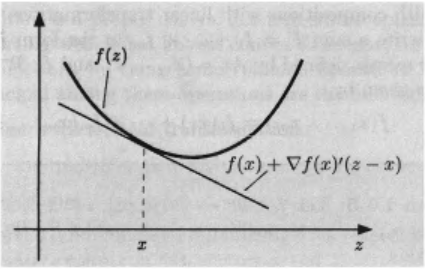 f(z)
f(x) + ∇f(x)′(z − x)
x
z